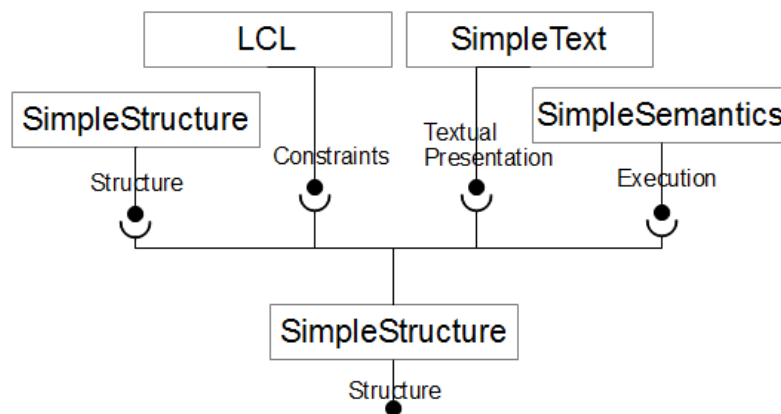 LCL
SimpleText
SimpleStructure
SimpleSemantics
Constraints
Textual
Presentation
Structure
Execution
SimpleStructure
Structure